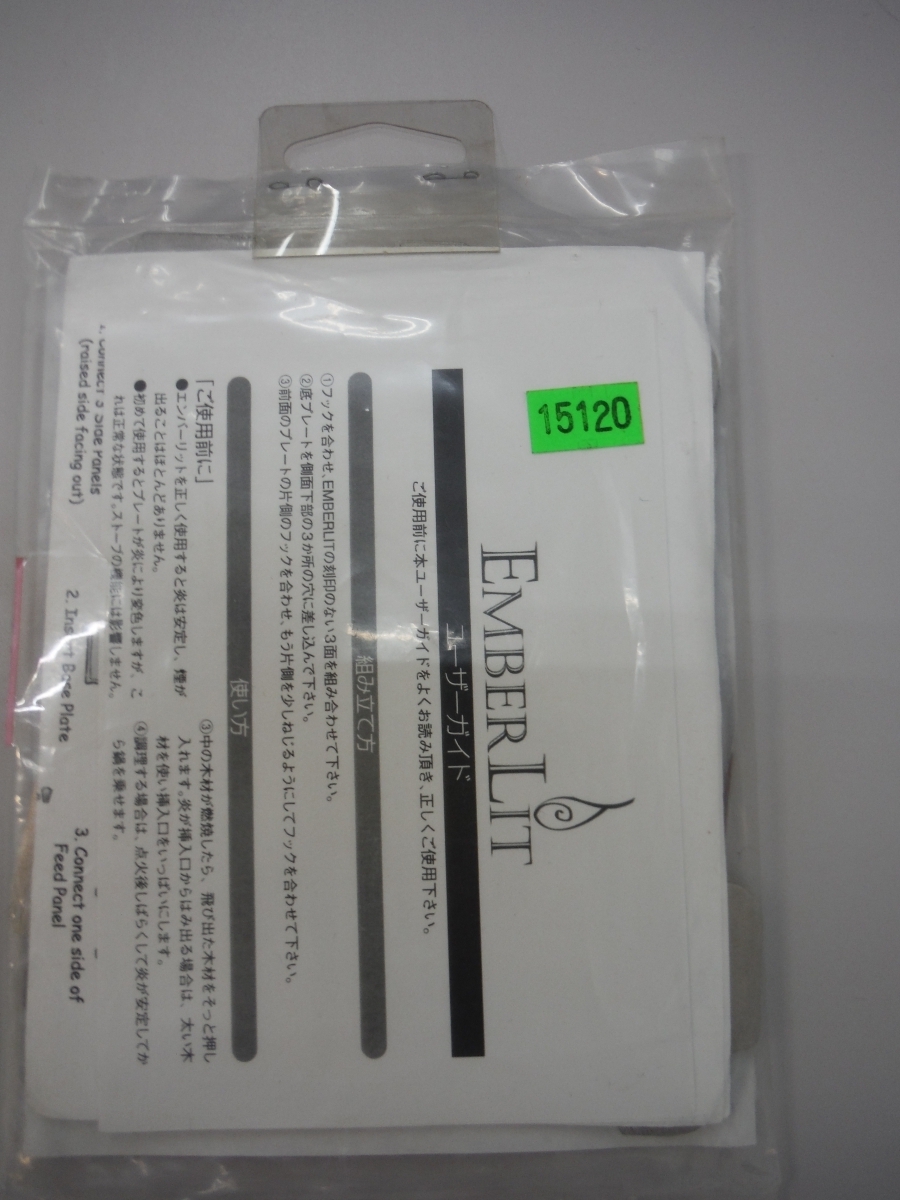 15120
EMBERLIT
ユーザーガイド
ご使用前に本ユーザーガイドをよくお読み頂き、正しくご使用下さい。
組み立て方
①フックを合わせ、EMBERLITの刻印のない3面を組み合わせて下さい。
②底プレートを側面下部の3か所の穴に差し込んで下さい。
③前面のプレートの片側のフックを合わせ、もう片側を少しねじるようにしてフックを合わせて下さい。
使い方
「ご使用前に」
●エンバーリットを正しく使用すると炎は安定し、煙が
出ることはほとんどありません。
●初めて使用するとプレートが炎により変色しますが、こ
れは正常な状態です。ストーブの機能には影響しません。
③中の木材が燃焼したら、飛び出た木材をそっと押し
入れます。炎が挿入口からはみ出る場合は、太い木
材を使い挿入口をいっぱいにします。
④調理する場合は、点火後しばらくして炎が安定してか
ら鍋を乗せます。
1. Connect 3 Side Panels
(raised side facing out)
2. Insert Base Plate
3. Connect one side of
Feed Panel